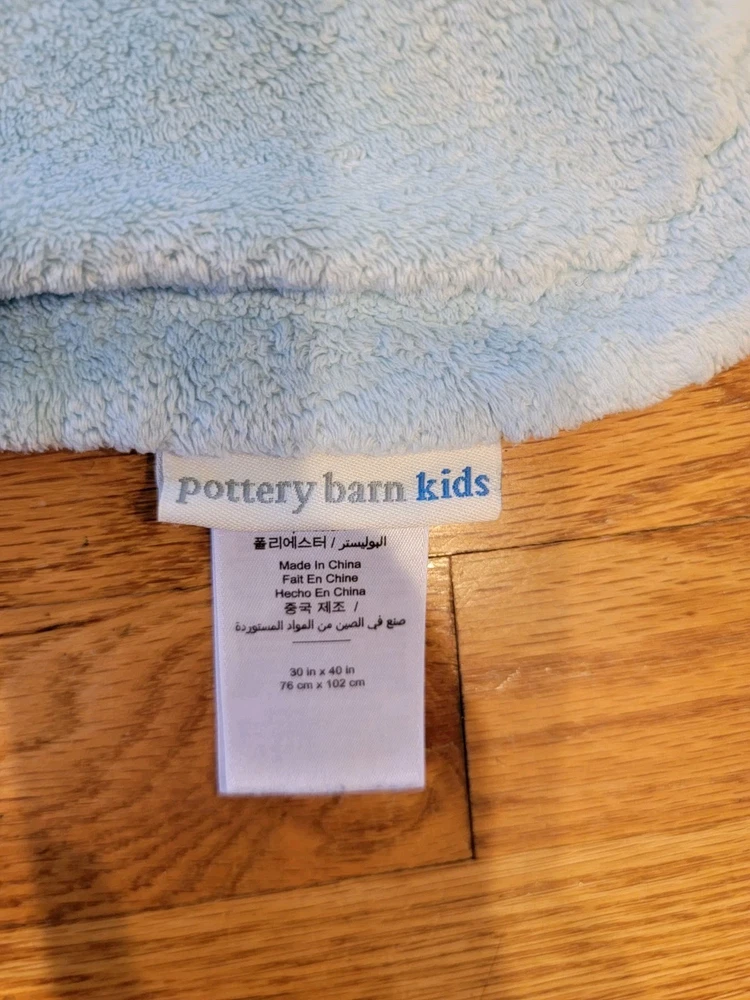 pottery barn kids
폴리에스터 / البوليستر
Made In China
Fait En Chine
Hecho En China
중국 제조 /
صنع في الصين من المواد المستوردة
30 in x 40 in
76 cm x 102 cm